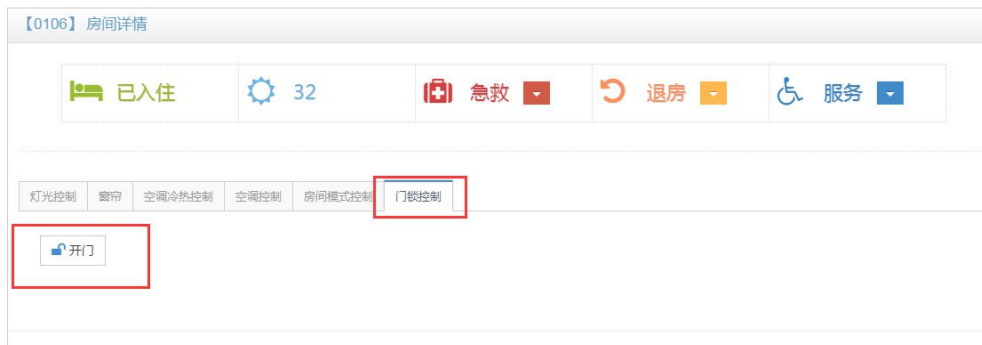 【0106】 房间详情
已入住 32 急救 退房 服务
灯光控制 窗帘 空调冷热控制 空调控制 房间模式控制 门锁控制
开门